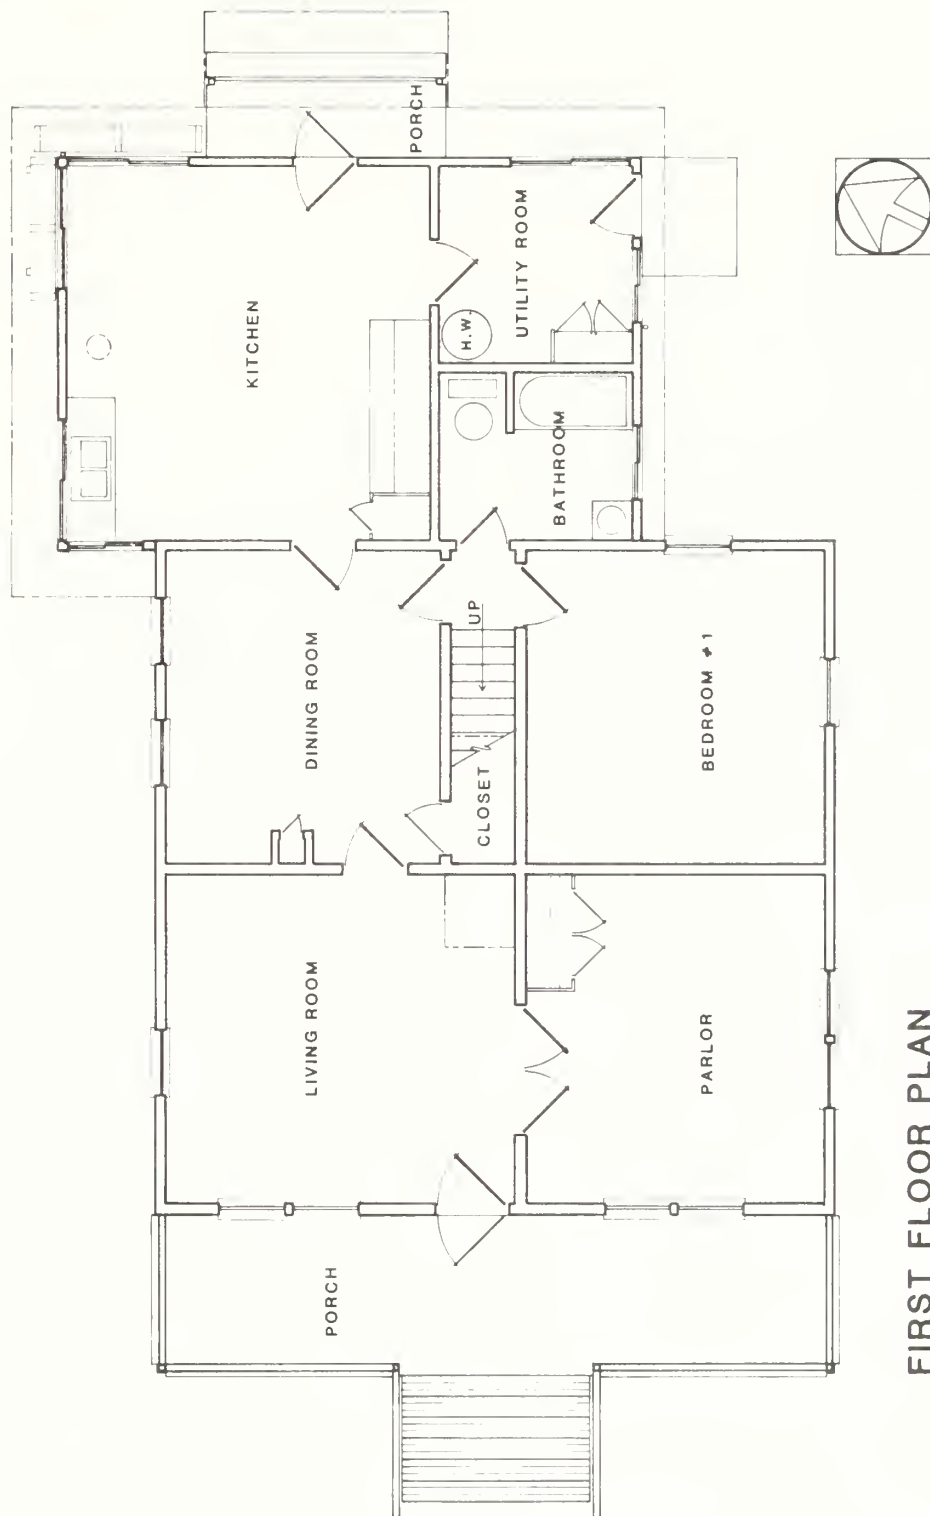 PORCH
KITCHEN
UTILITY ROOM
H.W.
BATHROOM
UP
DINING ROOM
CLOSET
BEDROOM #1
LIVING ROOM
PARLOR
PORCH
FIRST FLOOR PLAN